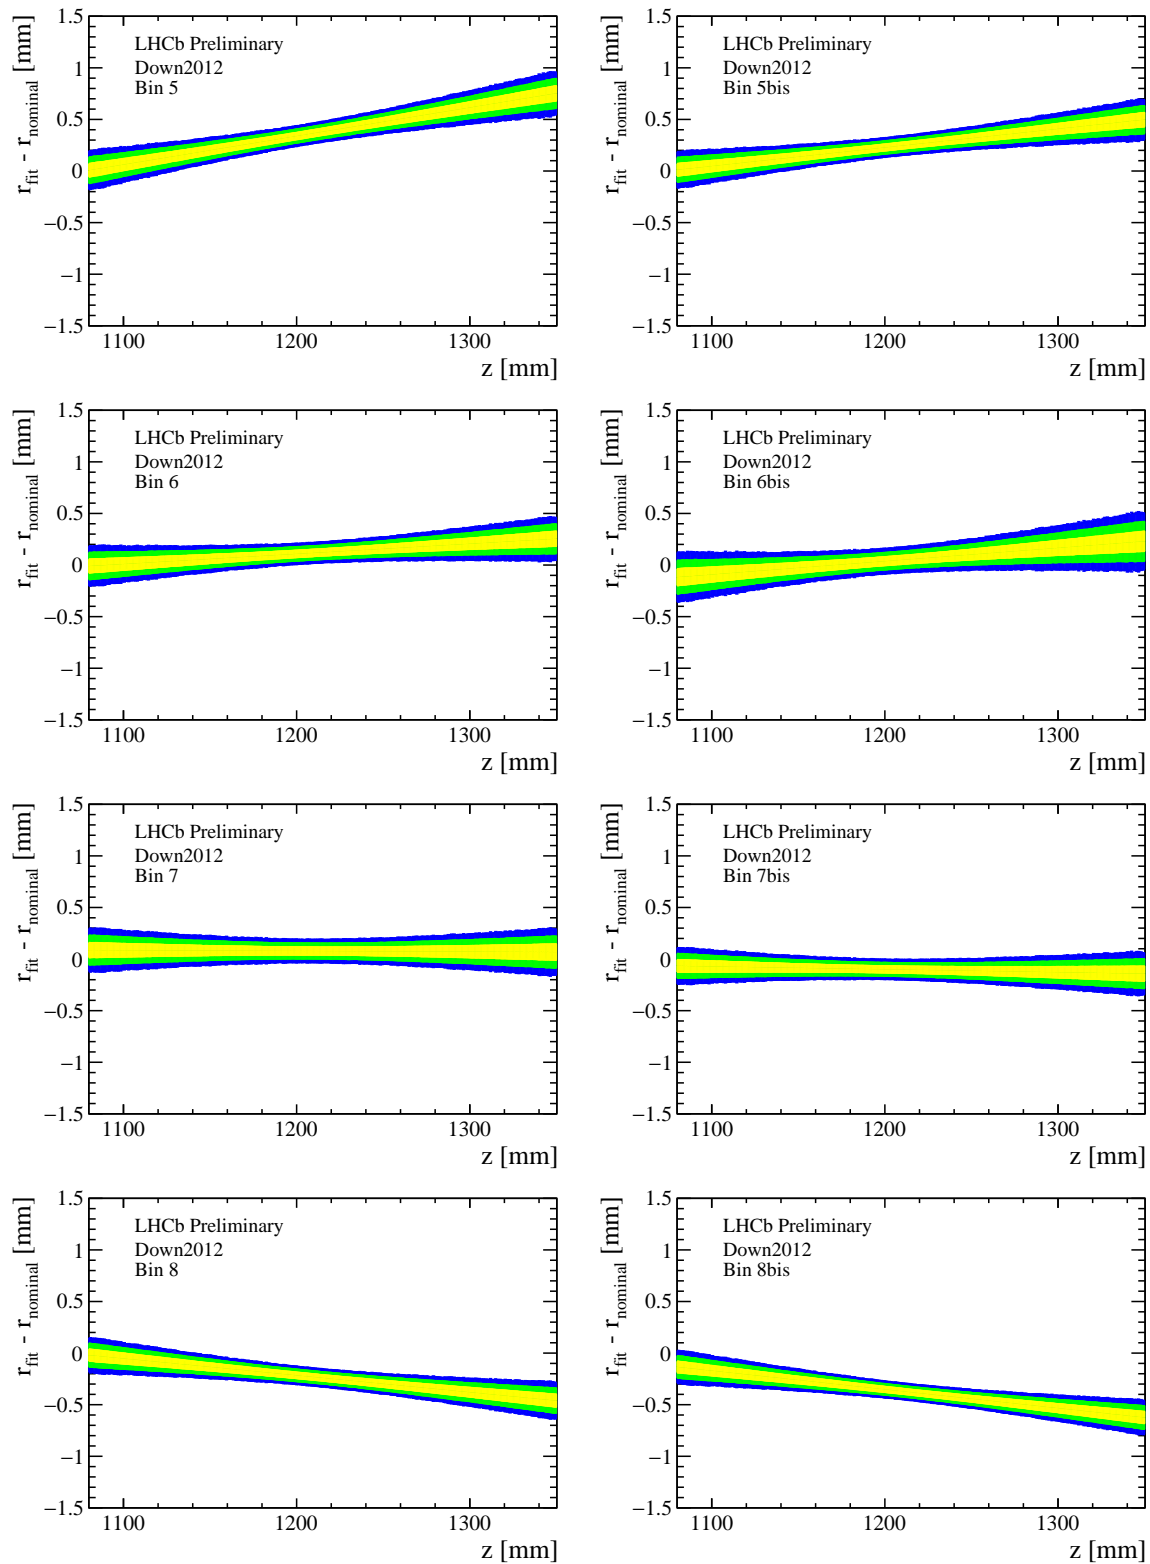 r_fit - r_nominal [mm]
1.5
1
0.5
0
−0.5
−1
−1.5
LHCb Preliminary
Down2012
Bin 5
1100
1200
1300
z [mm]
r_fit - r_nominal [mm]
1.5
1
0.5
0
−0.5
−1
−1.5
LHCb Preliminary
Down2012
Bin 5bis
1100
1200
1300
z [mm]
r_fit - r_nominal [mm]
1.5
1
0.5
0
−0.5
−1
−1.5
LHCb Preliminary
Down2012
Bin 6
1100
1200
1300
z [mm]
r_fit - r_nominal [mm]
1.5
1
0.5
0
−0.5
−1
−1.5
LHCb Preliminary
Down2012
Bin 6bis
1100
1200
1300
z [mm]
r_fit - r_nominal [mm]
1.5
1
0.5
0
−0.5
−1
−1.5
LHCb Preliminary
Down2012
Bin 7
1100
1200
1300
z [mm]
r_fit - r_nominal [mm]
1.5
1
0.5
0
−0.5
−1
−1.5
LHCb Preliminary
Down2012
Bin 7bis
1100
1200
1300
z [mm]
r_fit - r_nominal [mm]
1.5
1
0.5
0
−0.5
−1
−1.5
LHCb Preliminary
Down2012
Bin 8
1100
1200
1300
z [mm]
r_fit - r_nominal [mm]
1.5
1
0.5
0
−0.5
−1
−1.5
LHCb Preliminary
Down2012
Bin 8bis
1100
1200
1300
z [mm]